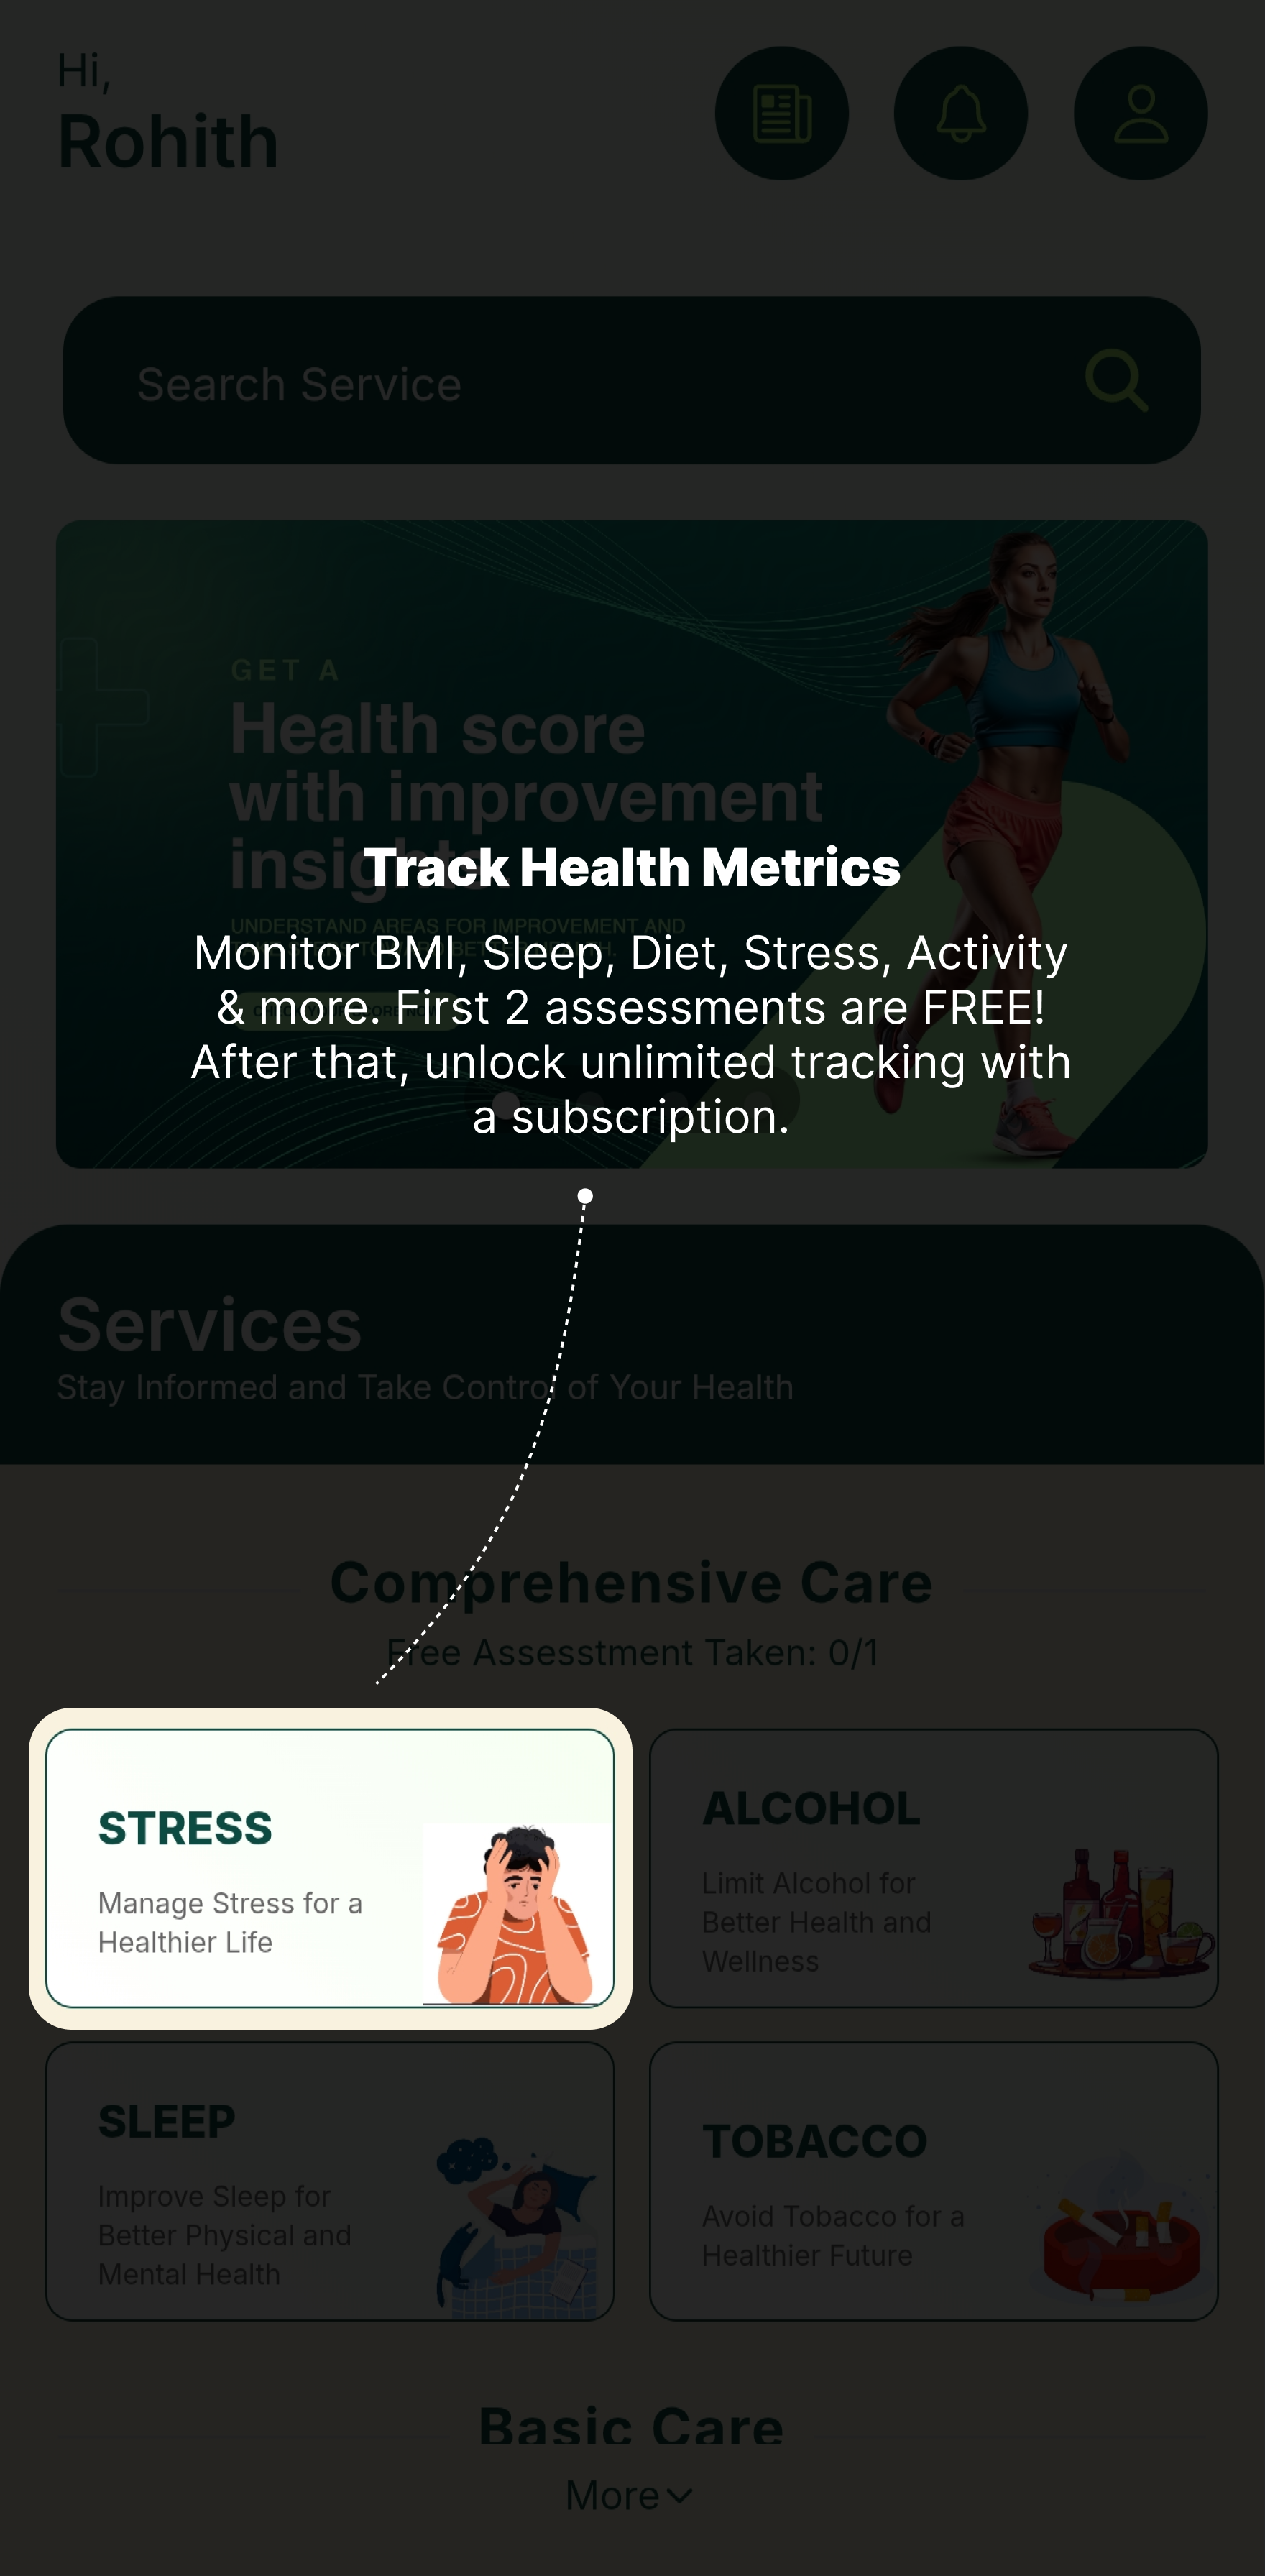 Hi,
Rohith
Search Service
GET A
Health score
with improvement
insights
Track Health Metrics
UNDERSTAND AREAS FOR IMPROVEMENT AND
Monitor BMI, Sleep, Diet, Stress, Activity
& more. First 2 assessments are FREE!
After that, unlock unlimited tracking with
a subscription.
Services
Stay Informed and Take Control of Your Health
Comprehensive Care
Free Assesstment Taken: 0/1
STRESS
Manage Stress for a
Healthier Life
ALCOHOL
Limit Alcohol for
Better Health and
Wellness
SLEEP
Improve Sleep for
Better Physical and
Mental Health
TOBACCO
Avoid Tobacco for a
Healthier Future
Basic Care
More